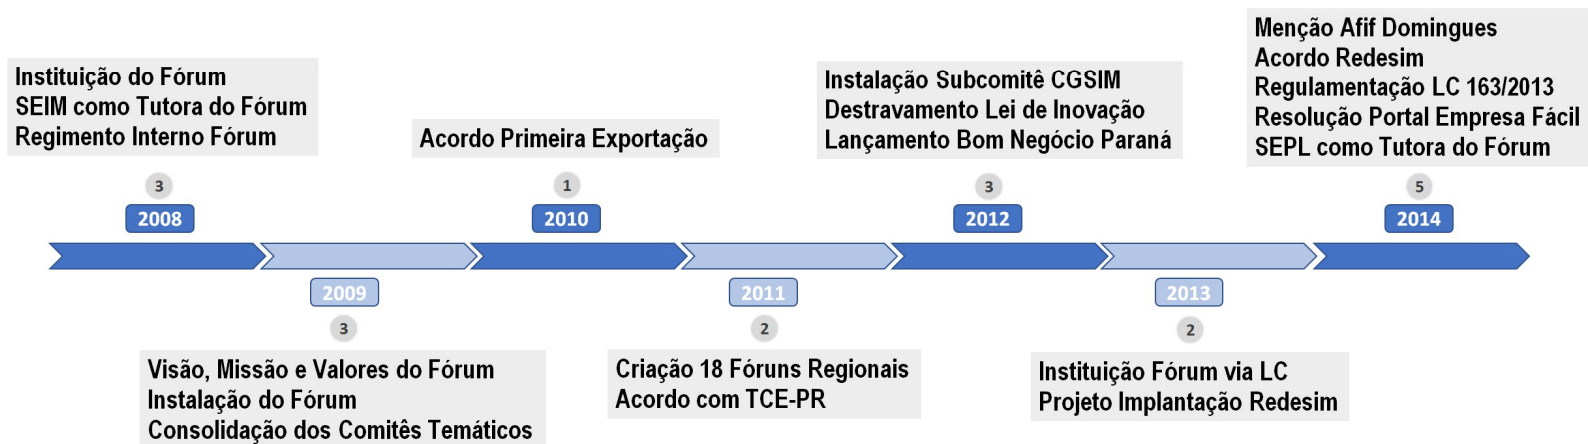 Instituição do Fórum
SEIM como Tutora do Fórum
Regimento Interno Fórum
3
2008
2009
3
Visão, Missão e Valores do Fórum
Instalação do Fórum
Consolidação dos Comitês Temáticos
Acordo Primeira Exportação
1
2010
2011
2
Criação 18 Fóruns Regionais
Acordo com TCE-PR
Instalação Subcomitê CGSIM
Destravamento Lei de Inovação
Lançamento Bom Negócio Paraná
3
2012
2013
2
Instituição Fórum via LC
Projeto Implantação Redesim
Menção Afif Domingues
Acordo Redesim
Regulamentação LC 163/2013
Resolução Portal Empresa Fácil
SEPL como Tutora do Fórum
5
2014